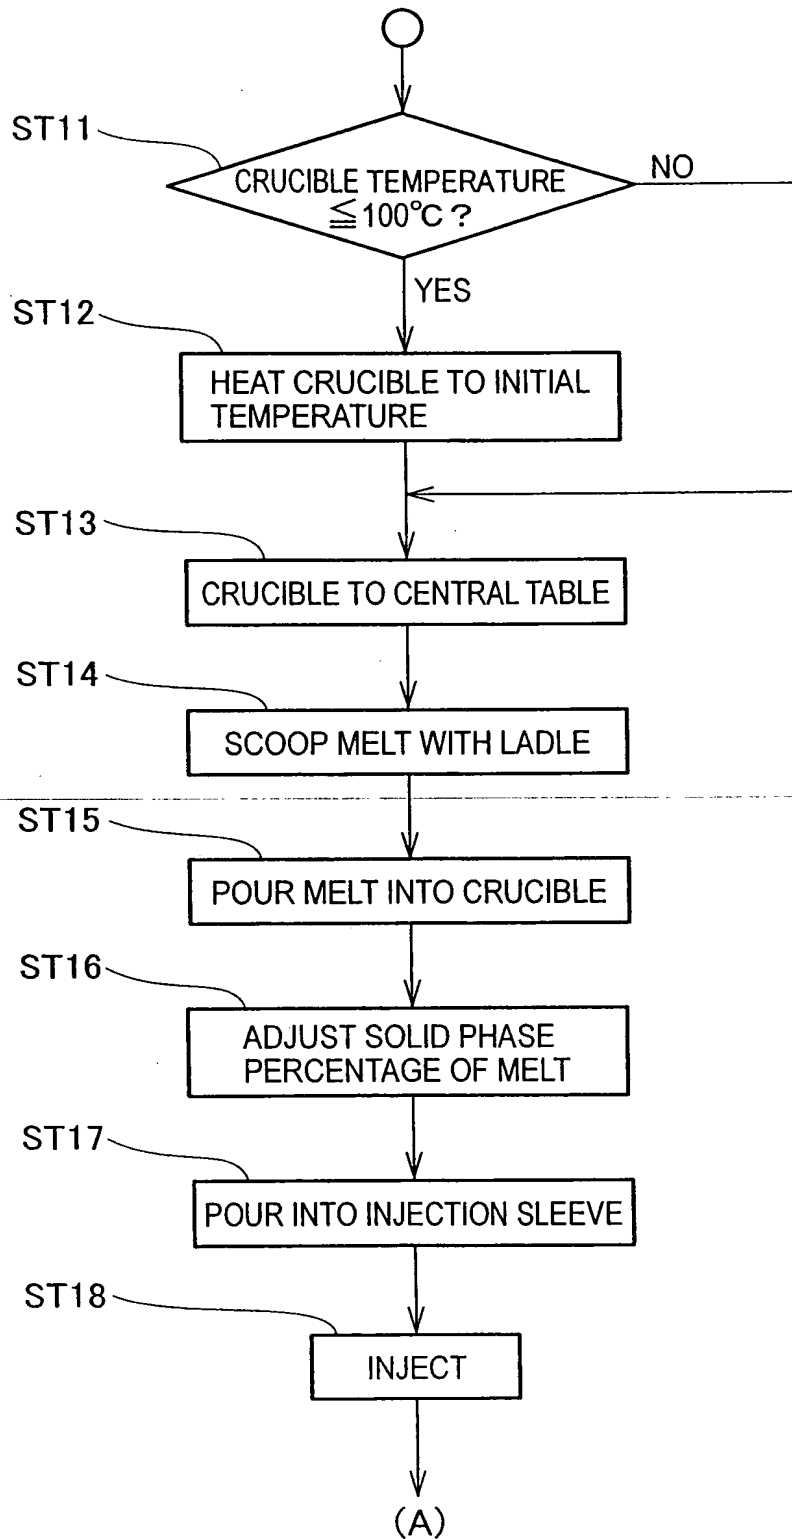 ST11
CRUCIBLE TEMPERATURE
≦100°C ?
NO
YES
ST12
HEAT CRUCIBLE TO INITIAL
TEMPERATURE
ST13
CRUCIBLE TO CENTRAL TABLE
ST14
SCOOP MELT WITH LADLE
ST15
POUR MELT INTO CRUCIBLE
ST16
ADJUST SOLID PHASE
PERCENTAGE OF MELT
ST17
POUR INTO INJECTION SLEEVE
ST18
INJECT
(A)